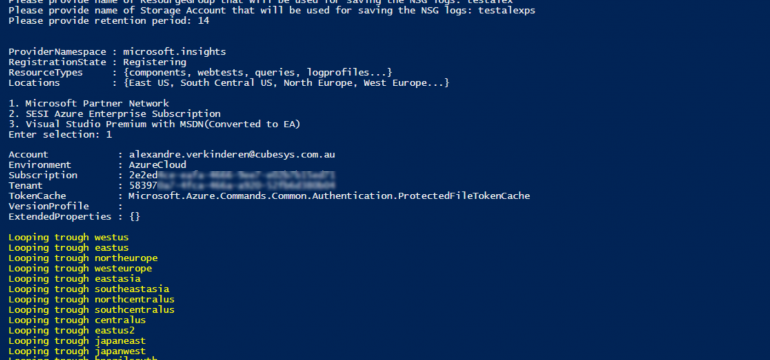 Please provide name of ResourgeGroup that will be used for saving the NSG logs: testalex
Please provide name of Storage Account that will be used for saving the NSG logs: testalexps
Please provide retention period: 14
ProviderNamespace : microsoft.insights
RegistrationState : Registering
ResourceTypes : {components, webtests, queries, logprofiles...}
Locations : {East US, South Central US, North Europe, West Europe...}
1. Microsoft Partner Network
2. SESI Azure Enterprise Subscription
3. Visual Studio Premium with MSDN(Converted to EA)
Enter selection: 1
Account : alexandre.verkinderen@cubesys.com.au
Environment : AzureCloud
Subscription : 2e2ed
Tenant : 58397
TokenCache : Microsoft.Azure.Commands.Common.Authentication.ProtectedFileTokenCache
VersionProfile :
ExtendedProperties : {}
Looping trough westus
Looping trough eastus
Looping trough northeurope
Looping trough westeurope
Looping trough eastasia
Looping trough southeastasia
Looping trough northcentralus
Looping trough southcentralus
Looping trough centralus
Looping trough eastus2
Looping trough japaneast
Looping trough japanwest
Looping trough brazilsouth